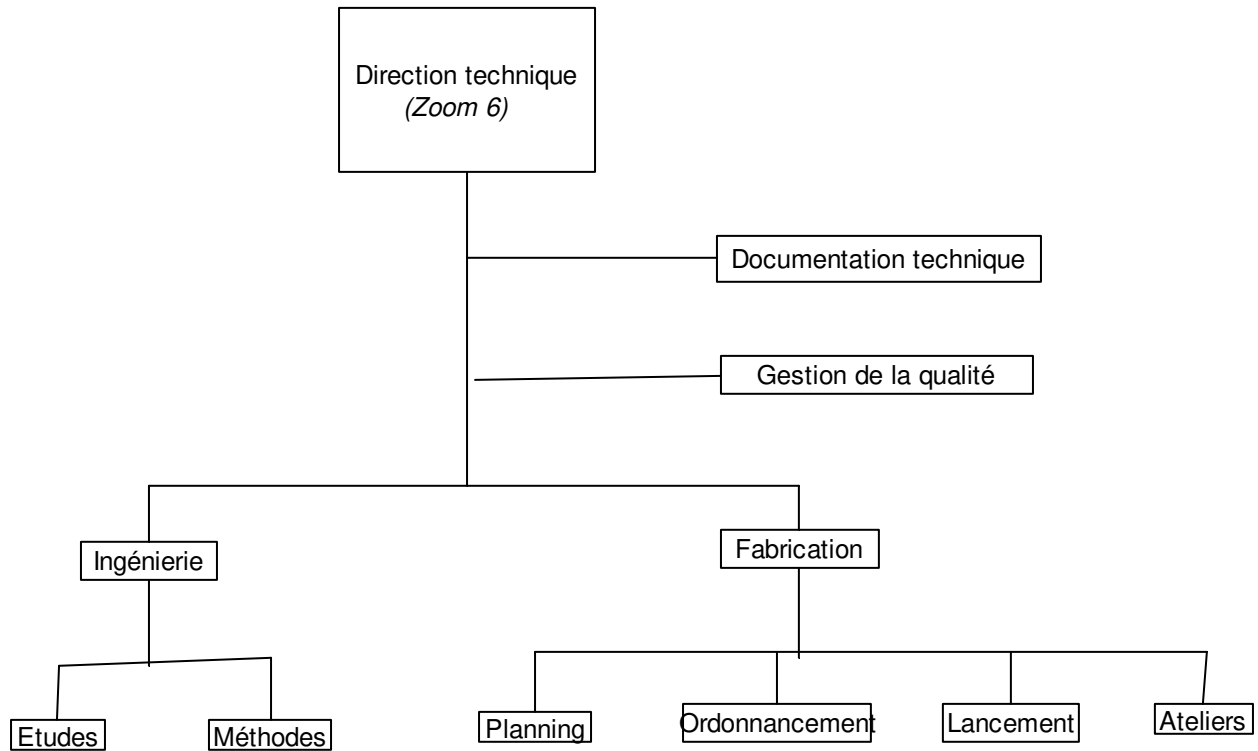 Direction technique
(Zoom 6)
Documentation technique
Gestion de la qualité
Ingénierie
Fabrication
Etudes
Méthodes
Planning
Ordonnancement
Lancement
Ateliers